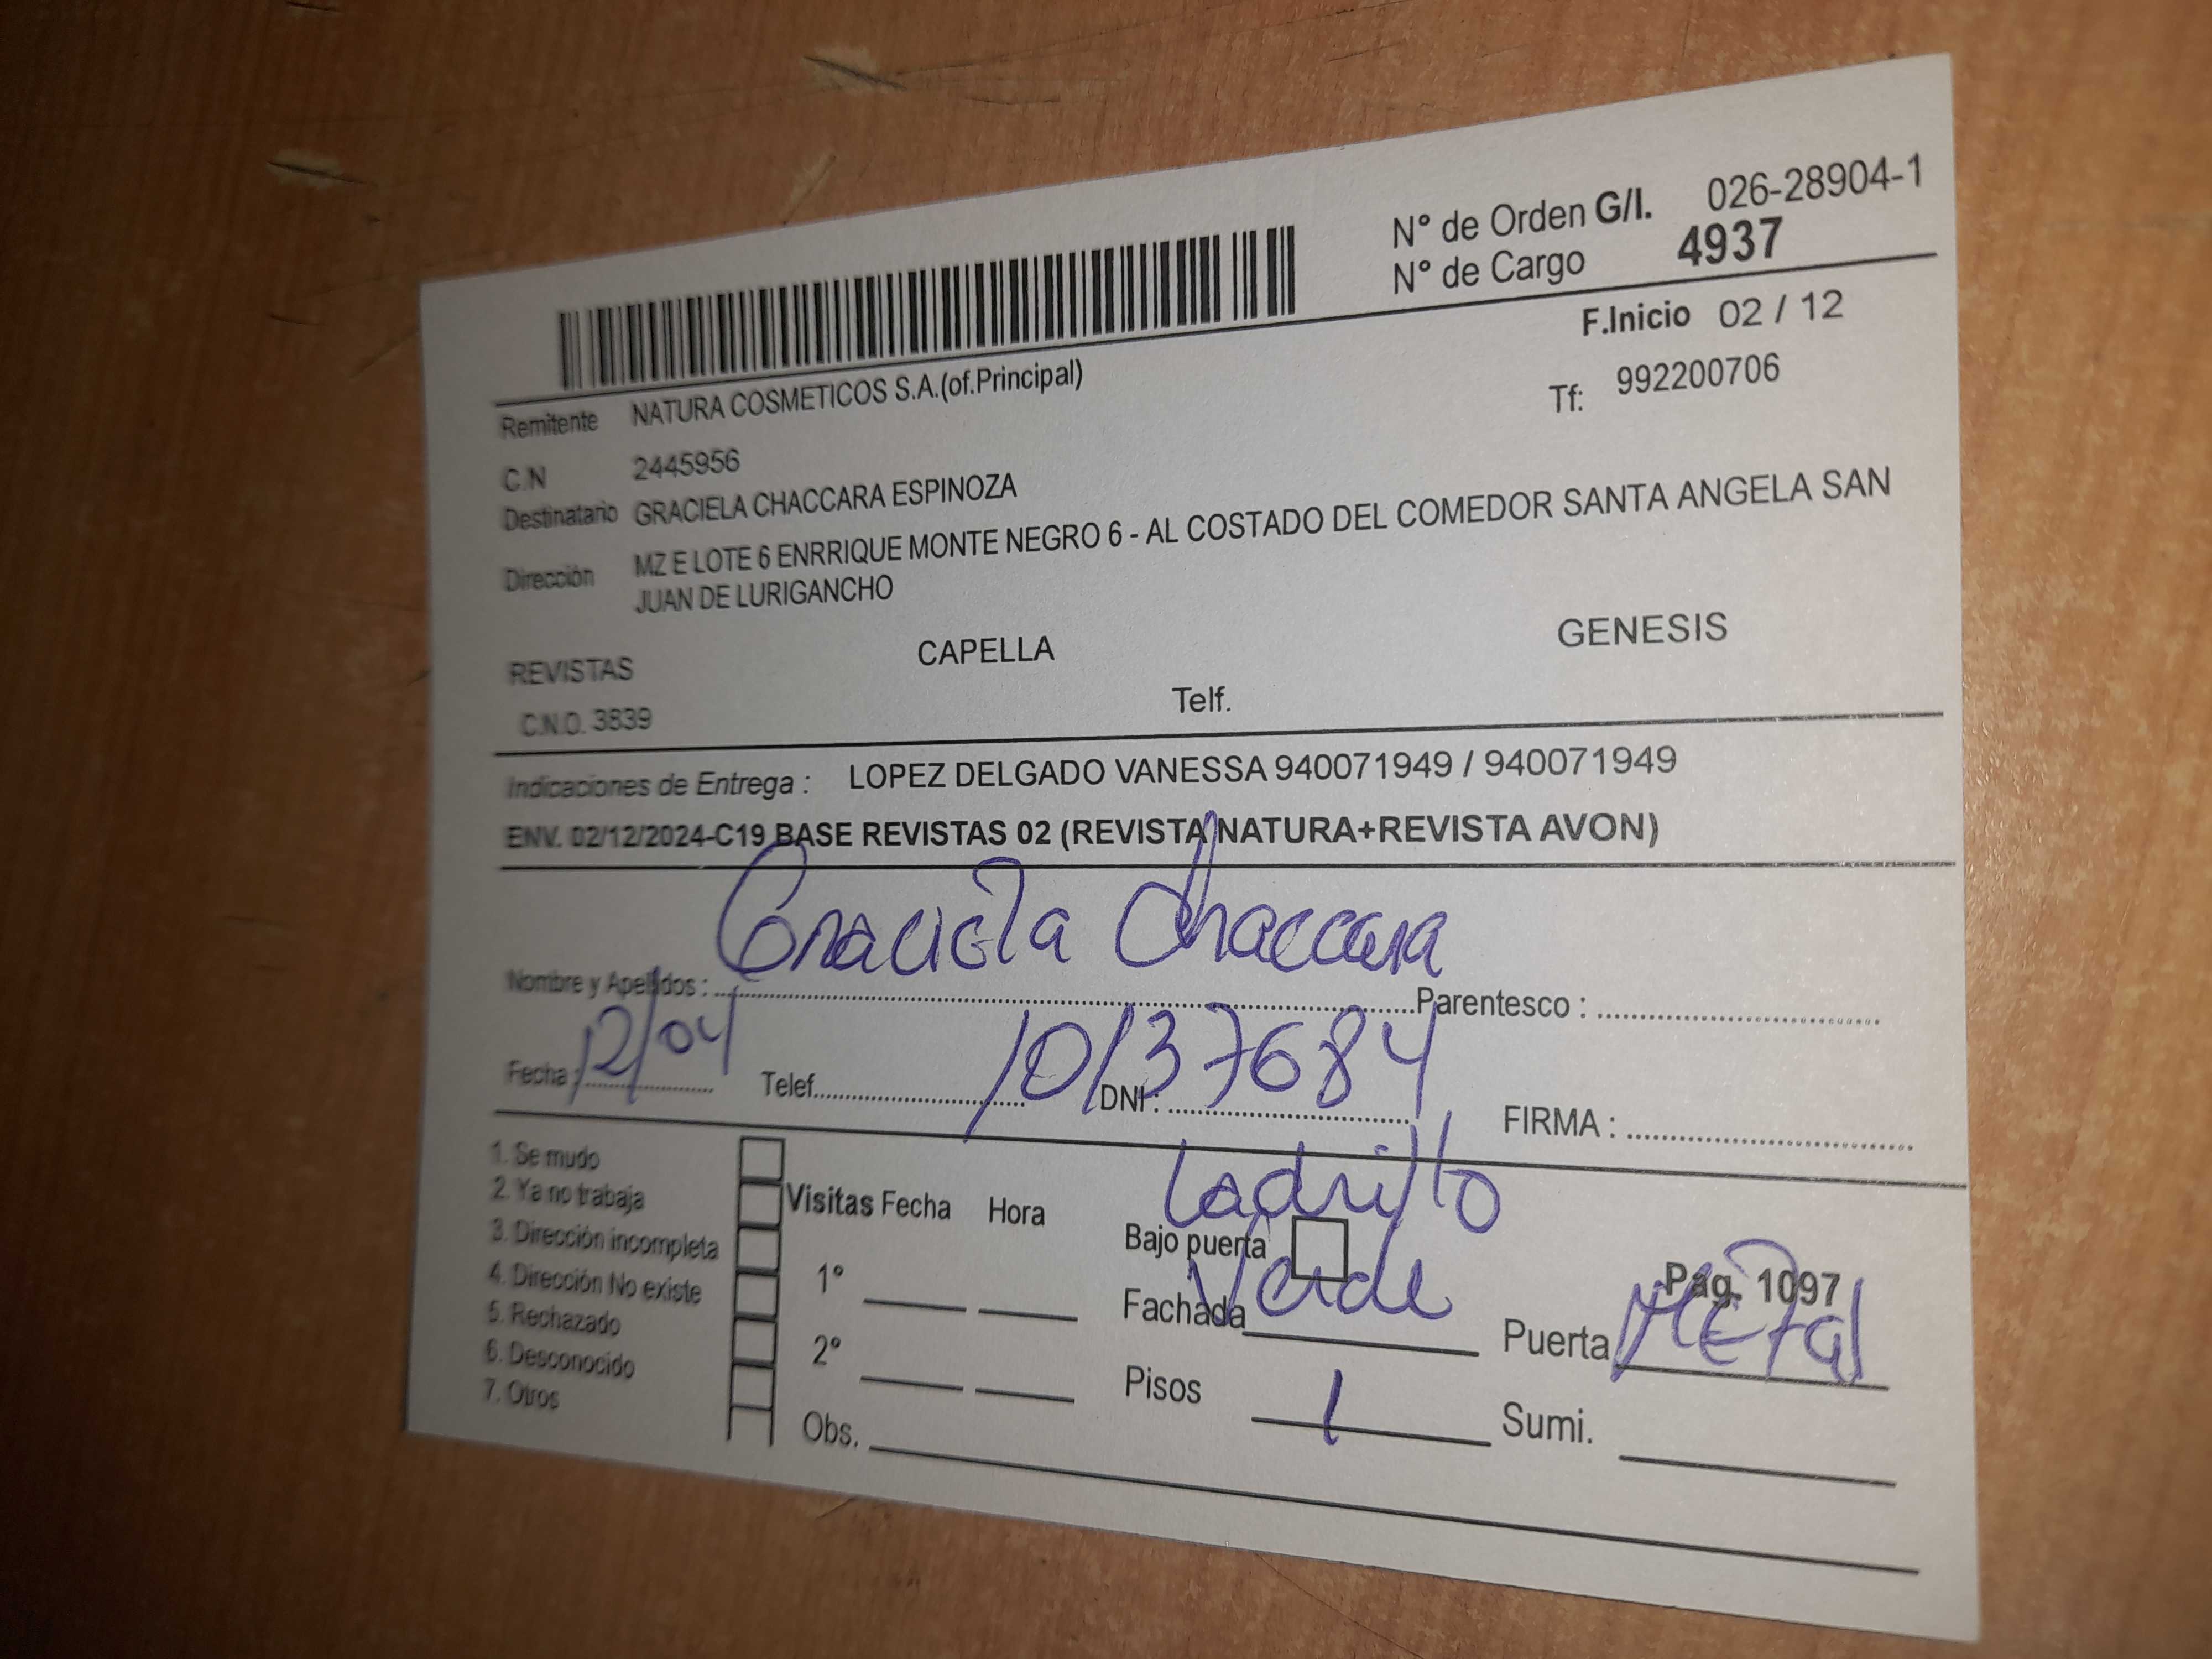 N° de Orden G/I. 026-28904-1
N° de Cargo 4937
F.Inicio 02 / 12
Remitente NATURA COSMETICOS S.A.(of.Principal)
Tf: 992200706
C.N 2445956
Destinatario GRACIELA CHACCARA ESPINOZA
Dirección MZ E LOTE 6 ENRRIQUE MONTE NEGRO 6 - AL COSTADO DEL COMEDOR SANTA ANGELA SAN
JUAN DE LURIGANCHO
REVISTAS CAPELLA GENESIS
C.N.O. 3839 Telf.
Indicaciones de Entrega : LOPEZ DELGADO VANESSA 940071949 / 940071949
ENV. 02/12/2024-C19 BASE REVISTAS 02 (REVISTA NATURA+REVISTA AVON)
Nombre y Apellidos : Graciela Chaccara Parentesco :
Fecha : 12/04 Telef. DNI : 10137684 FIRMA :
1. Se mudo
2. Ya no trabaja
3. Dirección incompleta
4. Dirección No existe
5. Rechazado
6. Desconocido
7. Otros
Visitas Fecha Hora
1°
2°
Obs.
Ladrillo
Bajo puerta
Fachada Verde
Pisos 1
Pag. 1097
Puerta Metal
Sumi.